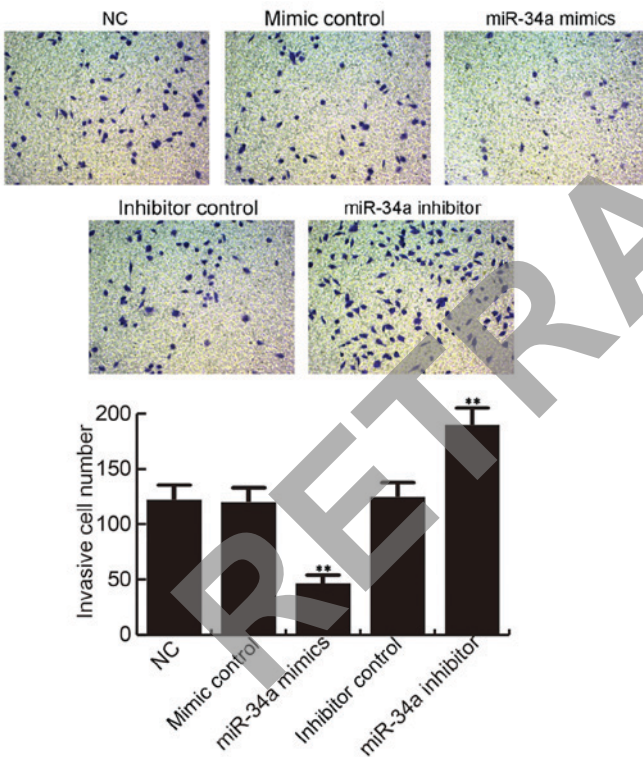 NC
Mimic control
miR-34a mimics
Inhibitor control
miR-34a inhibitor
RETRA
Invasive cell number
200
150
100
50
0
**
**
NC
Mimic control
miR-34a mimics
Inhibitor control
miR-34a inhibitor